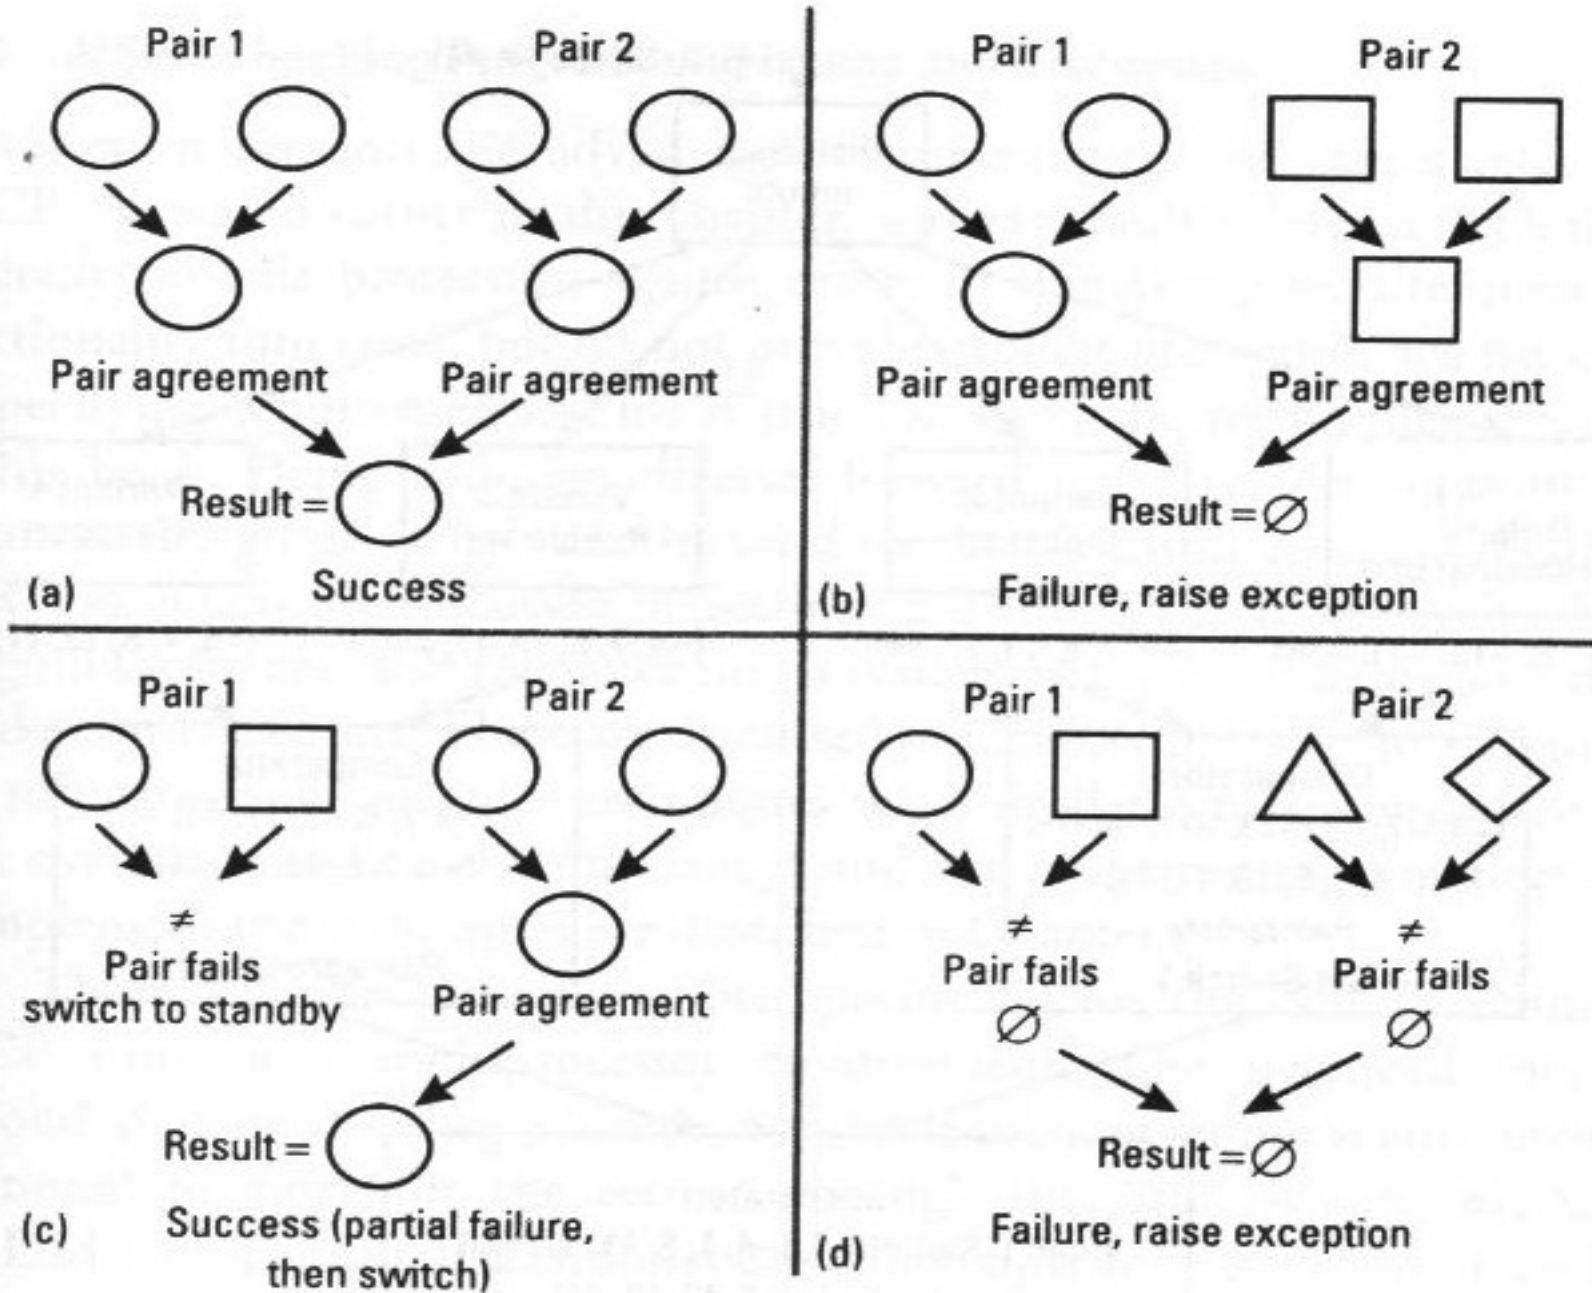 Pair 1
Pair 2
Pair agreement
Pair agreement
Result =
(a)
Success
Pair 1
Pair 2
Pair agreement
Pair agreement
Result = ∅
(b)
Failure, raise exception
Pair 1
Pair 2
≠
Pair fails
switch to standby
Pair agreement
Result =
(c)
Success (partial failure,
then switch)
Pair 1
Pair 2
≠
≠
Pair fails
Pair fails
∅
∅
Result = ∅
(d)
Failure, raise exception